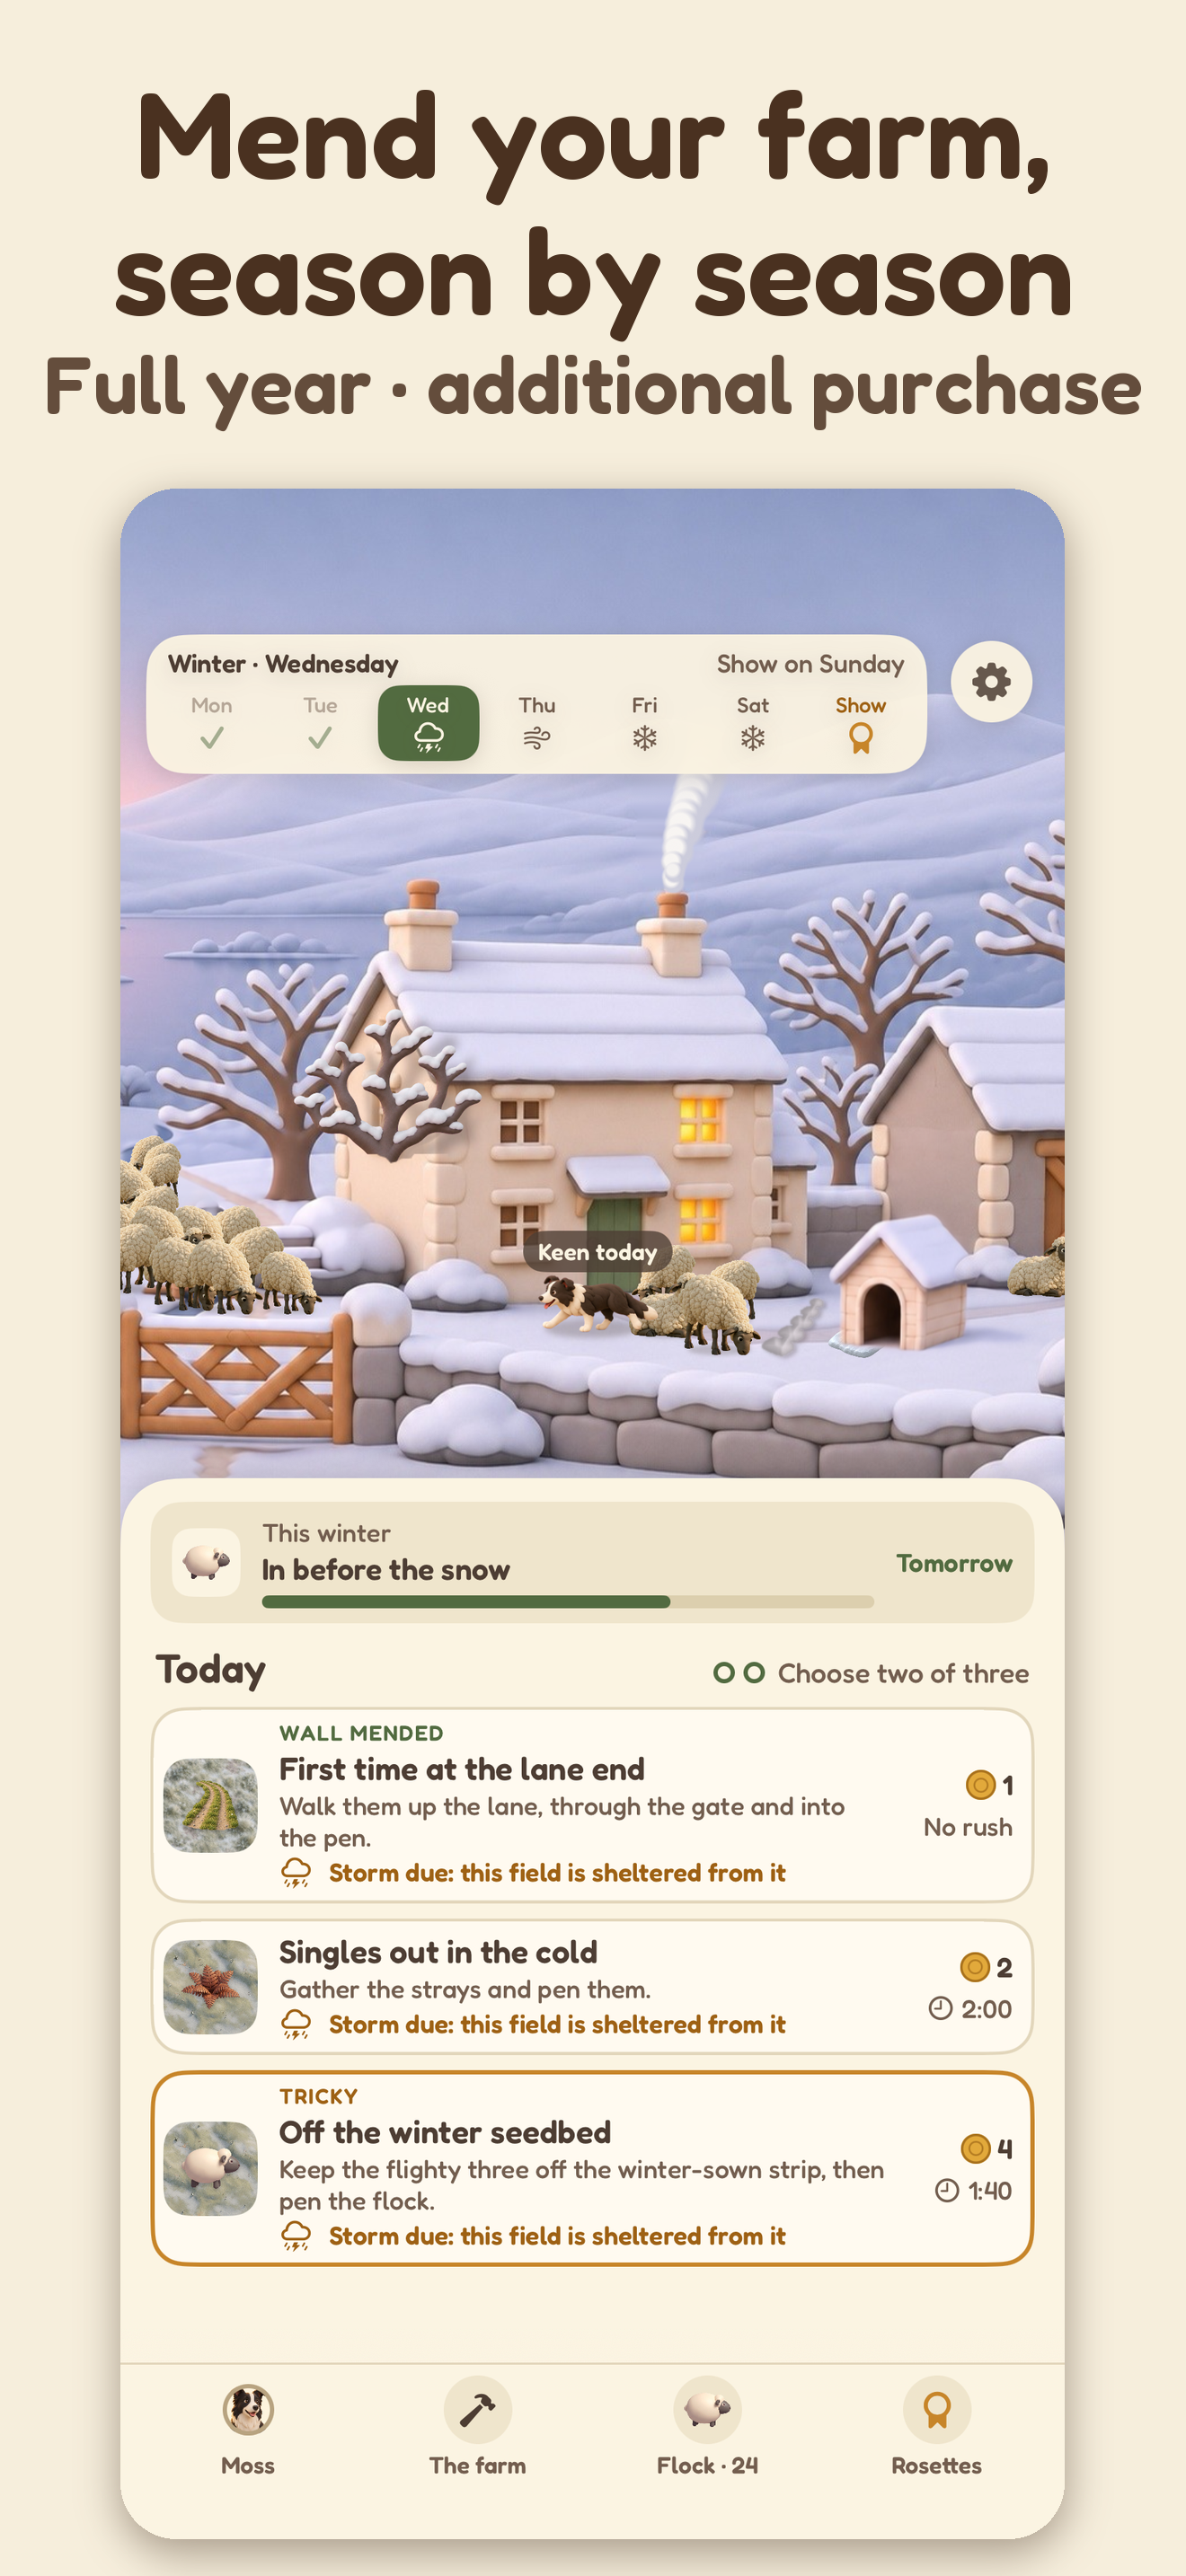 Mend your farm,
season by season
Full year · additional purchase
Winter · Wednesday
Show on Sunday
Mon
Tue
Wed
Thu
Fri
Sat
Show
Keen today
This winter
In before the snow
Tomorrow
Today
Choose two of three
WALL MENDED
First time at the lane end
1
Walk them up the lane, through the gate and into
the pen.
No rush
Storm due: this field is sheltered from it
Singles out in the cold
2
Gather the strays and pen them.
2:00
Storm due: this field is sheltered from it
TRICKY
Off the winter seedbed
4
Keep the flighty three off the winter-sown strip, then
pen the flock.
1:40
Storm due: this field is sheltered from it
Moss
The farm
Flock · 24
Rosettes